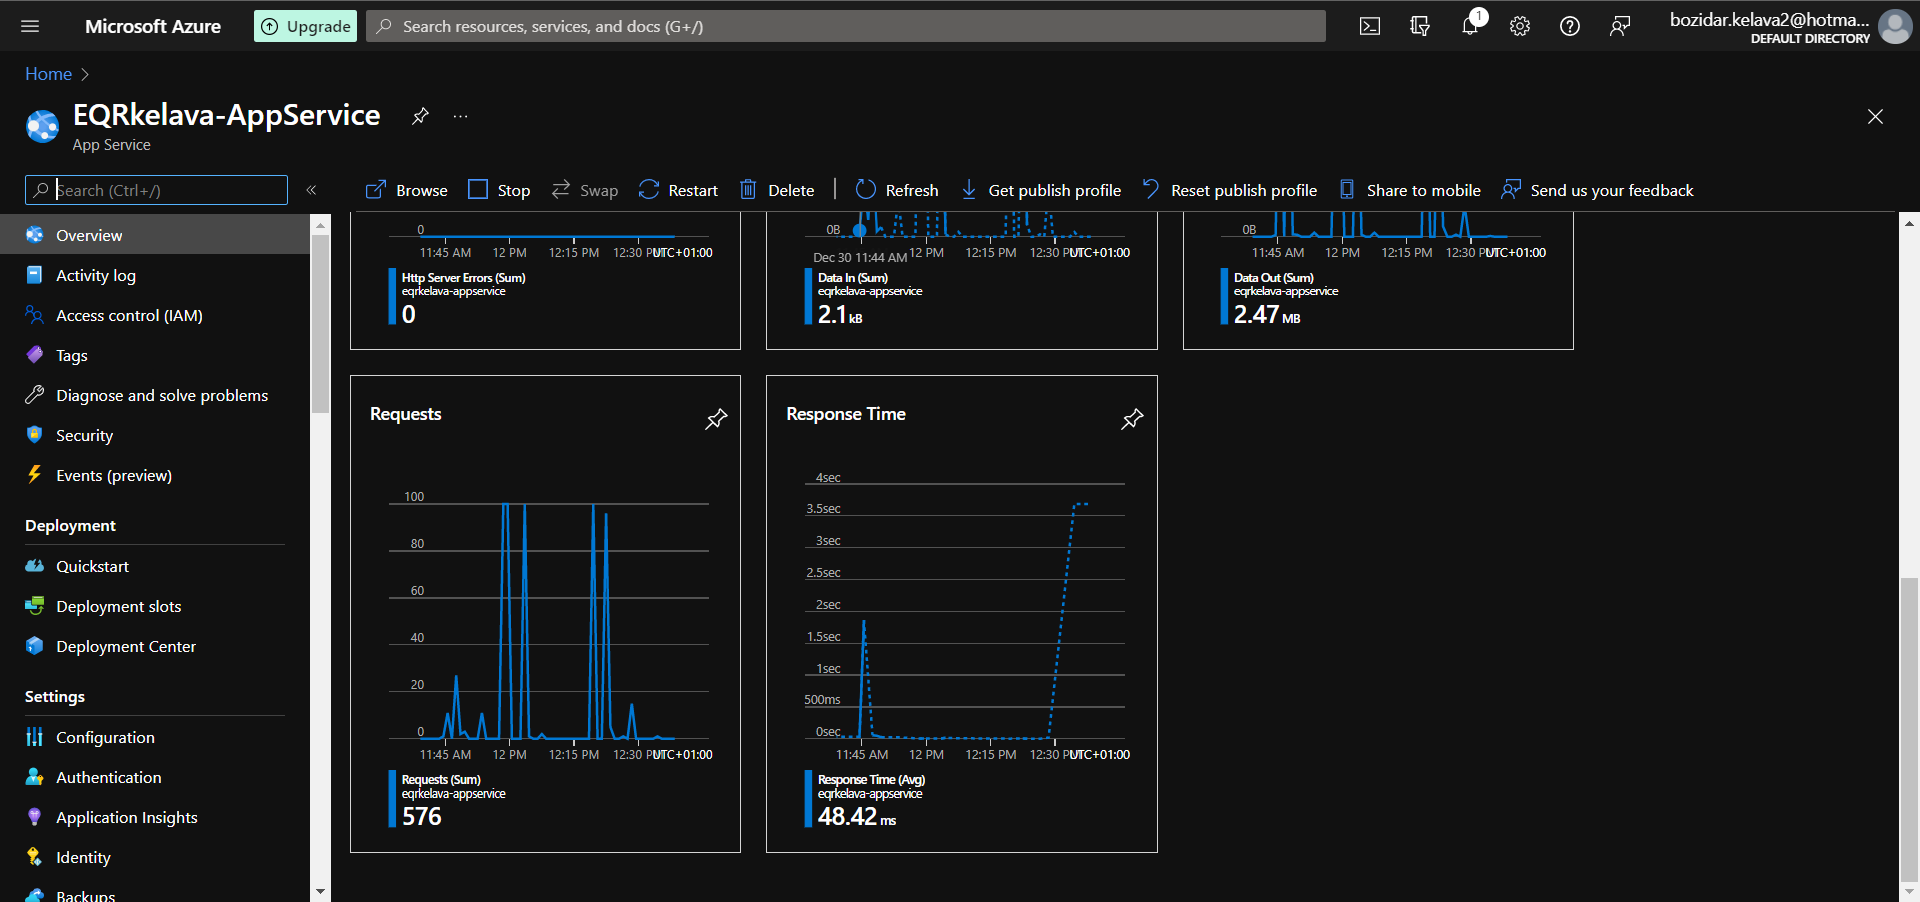 Microsoft Azure
Upgrade
Search resources, services, and docs (G+/)
1
bozidar.kelava2@hotma...
DEFAULT DIRECTORY
Home
EQRkelava-AppService
App Service
Search (Ctrl+/)
Browse
Stop
Swap
Restart
Delete
Refresh
Get publish profile
Reset publish profile
Share to mobile
Send us your feedback
Overview
Activity log
Access control (IAM)
Tags
Diagnose and solve problems
Security
Events (preview)
Deployment
Quickstart
Deployment slots
Deployment Center
Settings
Configuration
Authentication
Application Insights
Identity
Backups
0
11:45 AM 12 PM 12:15 PM 12:30 PM UTC+01:00
Http Server Errors (Sum)
eqrkelava-appservice
0
0B
Dec 30 11:44 AM 12 PM 12:15 PM 12:30 PM UTC+01:00
Data In (Sum)
eqrkelava-appservice
2.1 kB
0B
11:45 AM 12 PM 12:15 PM 12:30 PM UTC+01:00
Data Out (Sum)
eqrkelava-appservice
2.47 MB
Requests
100
80
60
40
20
0
11:45 AM 12 PM 12:15 PM 12:30 PM UTC+01:00
Requests (Sum)
eqrkelava-appservice
576
Response Time
4sec
3.5sec
3sec
2.5sec
2sec
1.5sec
1sec
500ms
0sec
11:45 AM 12 PM 12:15 PM 12:30 PM UTC+01:00
Response Time (Avg)
eqrkelava-appservice
48.42 ms